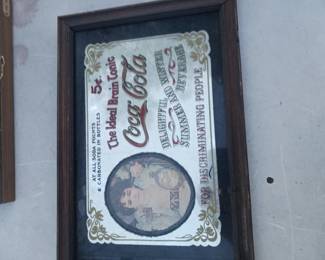 AT ALL SODA FOUNTS
& CARBONATED IN BOTTLES
5¢
The Ideal Brain Tonic
Coca-Cola
DELIGHTFUL
SUMMER AND WINTER
BEVERAGE
FOR DISCRIMINATING PEOPLE